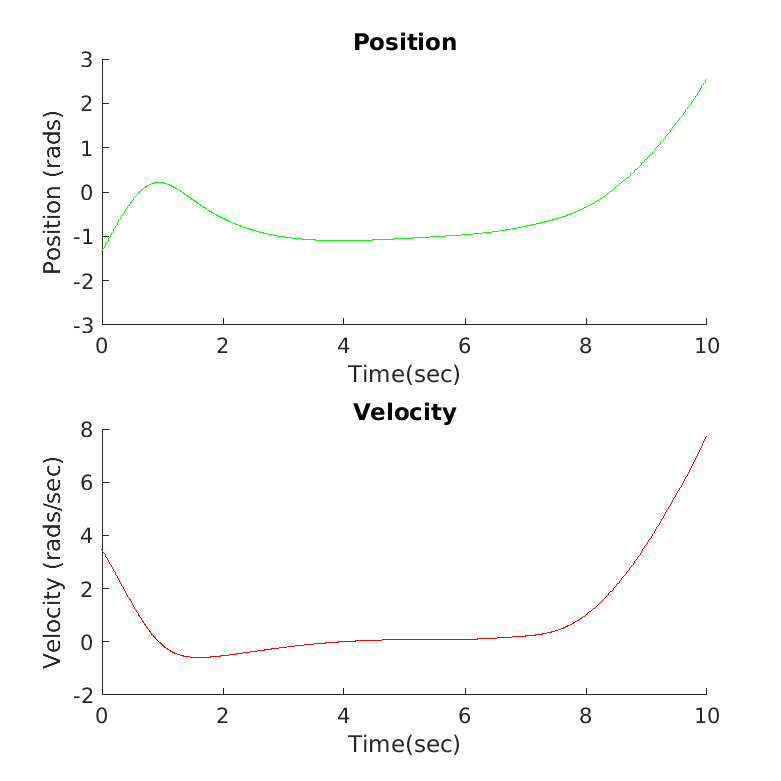 Position
3
2
1
0
-1
-2
-3
Position (rads)
0 2 4 6 8 10
Time(sec)
Velocity
8
6
4
2
0
-2
Velocity (rads/sec)
0 2 4 6 8 10
Time(sec)